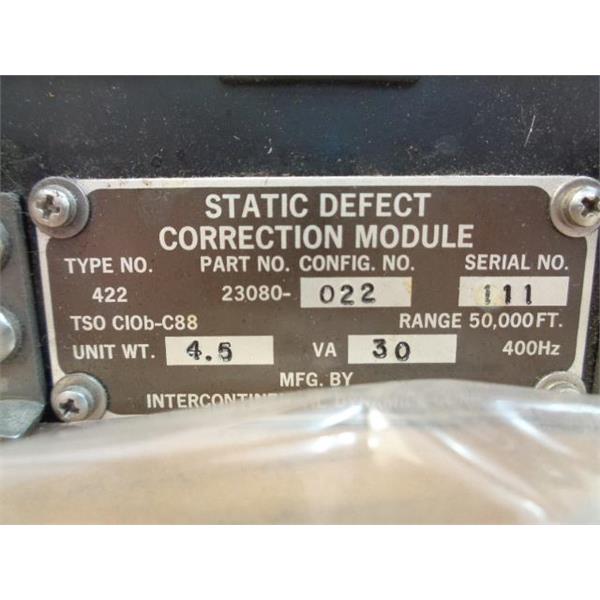 STATIC DEFECT
CORRECTION MODULE
TYPE NO. PART NO. CONFIG. NO. SERIAL NO.
422 23080- 022 111
TSO C10b-C88 RANGE 50,000 FT.
UNIT WT. 4.5 VA 30 400Hz
MFG. BY